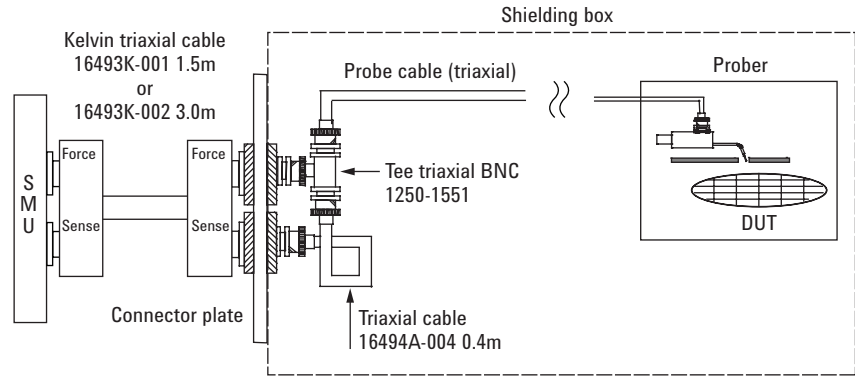 Shielding box
Kelvin triaxial cable
16493K-001 1.5m
or
16493K-002 3.0m
Probe cable (triaxial)
Prober
SMU
Force
Sense
Force
Sense
Tee triaxial BNC
1250-1551
DUT
Connector plate
Triaxial cable
16494A-004 0.4m